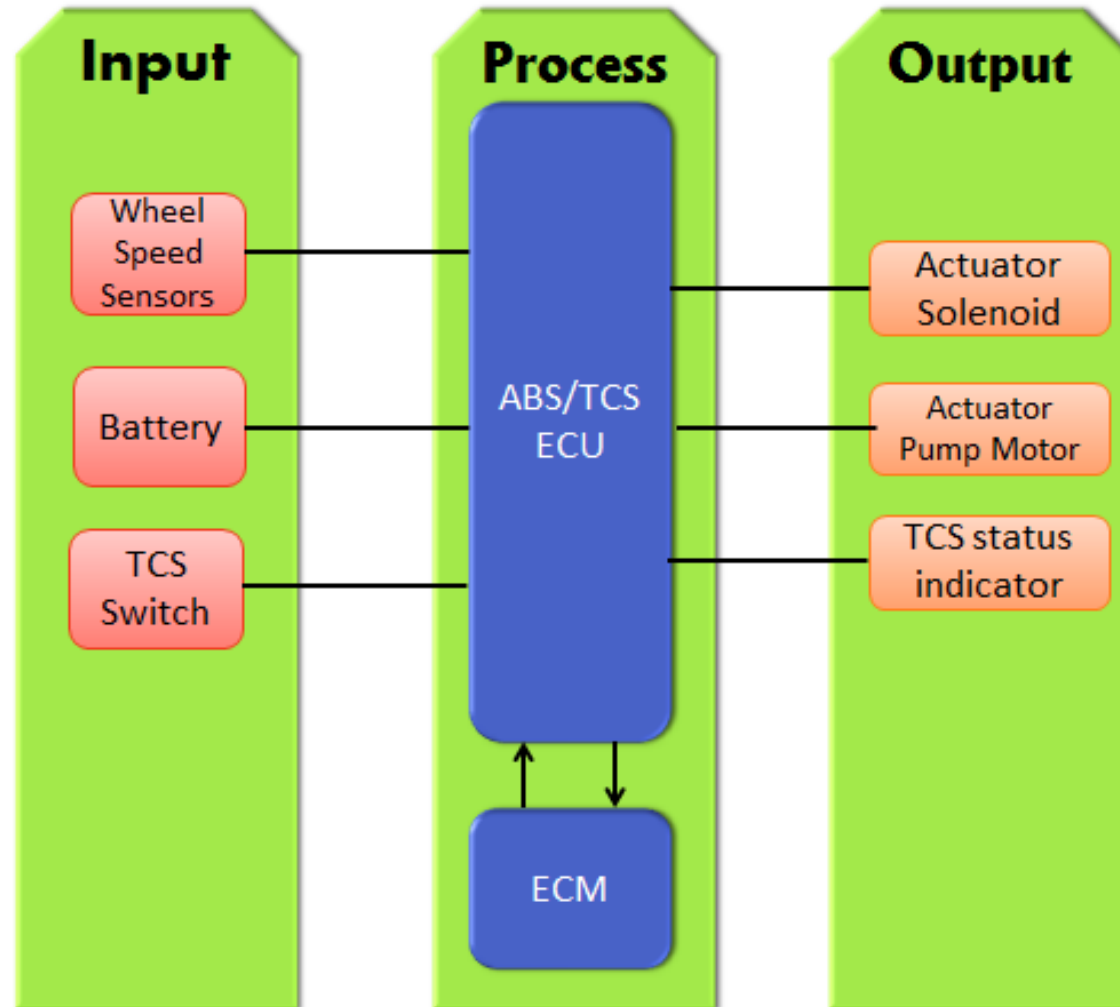 Input
Process
Output
Wheel
Speed
Sensors
Battery
TCS
Switch
ABS/TCS
ECU
ECM
Actuator
Solenoid
Actuator
Pump Motor
TCS status
indicator